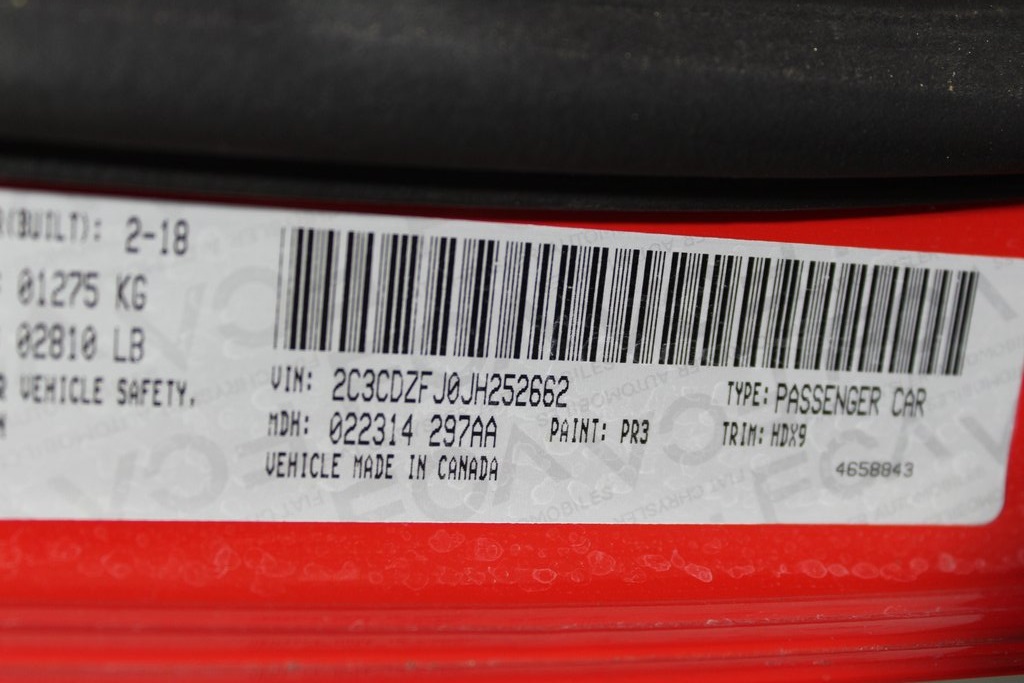 (BUILT): 2-18
01275 KG
02810 LB
VEHICLE SAFETY.
VIN: 2C3CDZFJ0JH252662
TYPE: PASSENGER CAR
MDH: 022314 297AA
PAINT: PR3
TRIM: HDX9
VEHICLE MADE IN CANADA
4658843